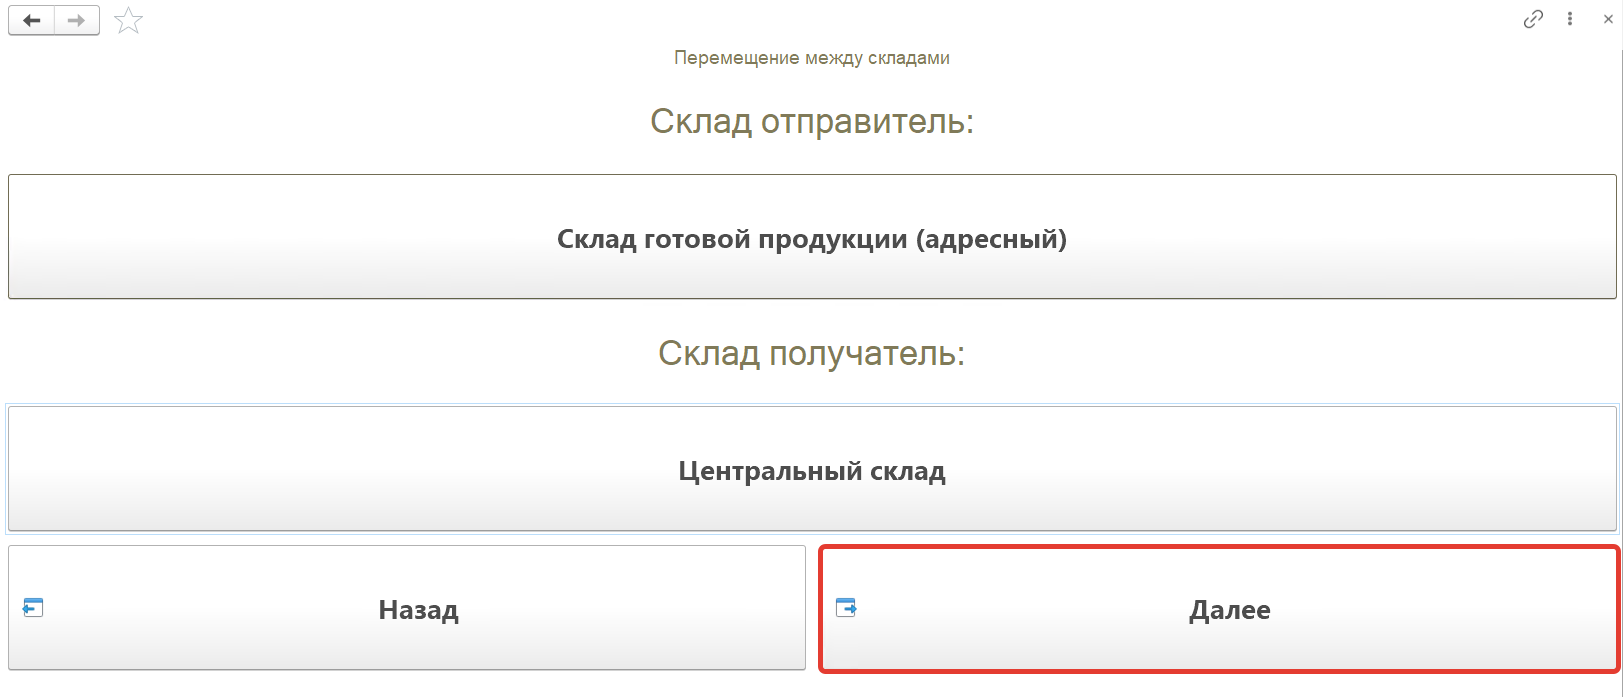 Перемещение между складами
Склад отправитель:
Склад готовой продукции (адресный)
Склад получатель:
Центральный склад
Назад
Далее